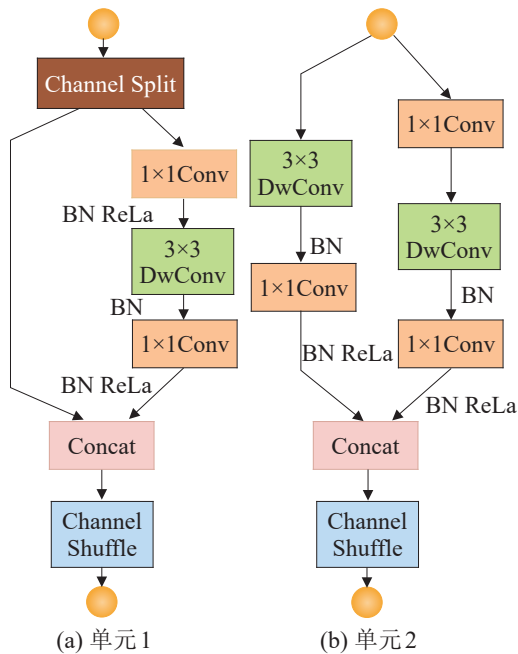 Channel Split
1×1Conv
BN ReLa
3×3
DwConv
BN
1×1Conv
BN ReLa
Concat
Channel
Shuffle
(a) 单元1
3×3
DwConv
BN
1×1Conv
BN ReLa
1×1Conv
3×3
DwConv
BN
1×1Conv
BN ReLa
Concat
Channel
Shuffle
(b) 单元2